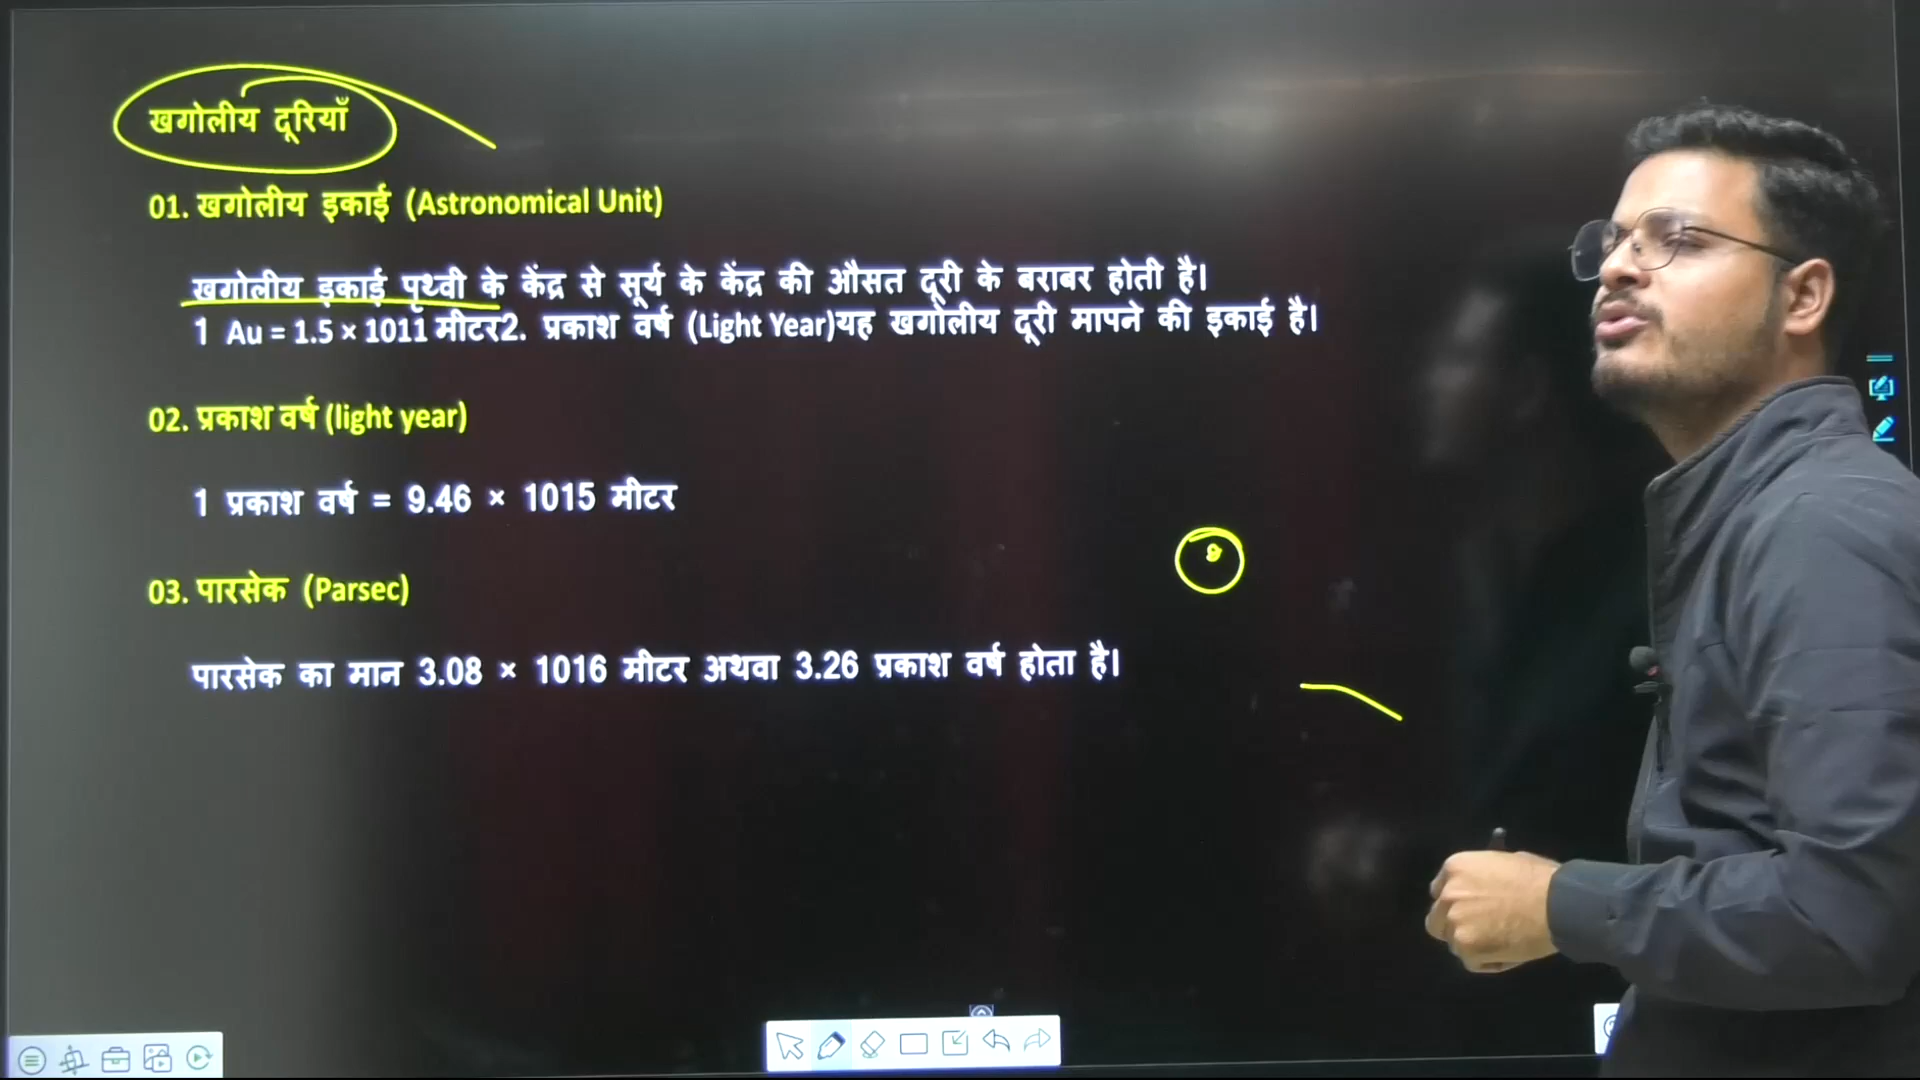 खगोलीय दूरियाँ
01. खगोलीय इकाई (Astronomical Unit)
खगोलीय इकाई पृथ्वी के केंद्र से सूर्य के केंद्र की औसत दूरी के बराबर होती है।
1 Au = 1.5 × 1011 मीटर2. प्रकाश वर्ष (Light Year)यह खगोलीय दूरी मापने की इकाई है।
02. प्रकाश वर्ष (light year)
1 प्रकाश वर्ष = 9.46 × 1015 मीटर
03. पारसेक (Parsec)
पारसेक का मान 3.08 × 1016 मीटर अथवा 3.26 प्रकाश वर्ष होता है।